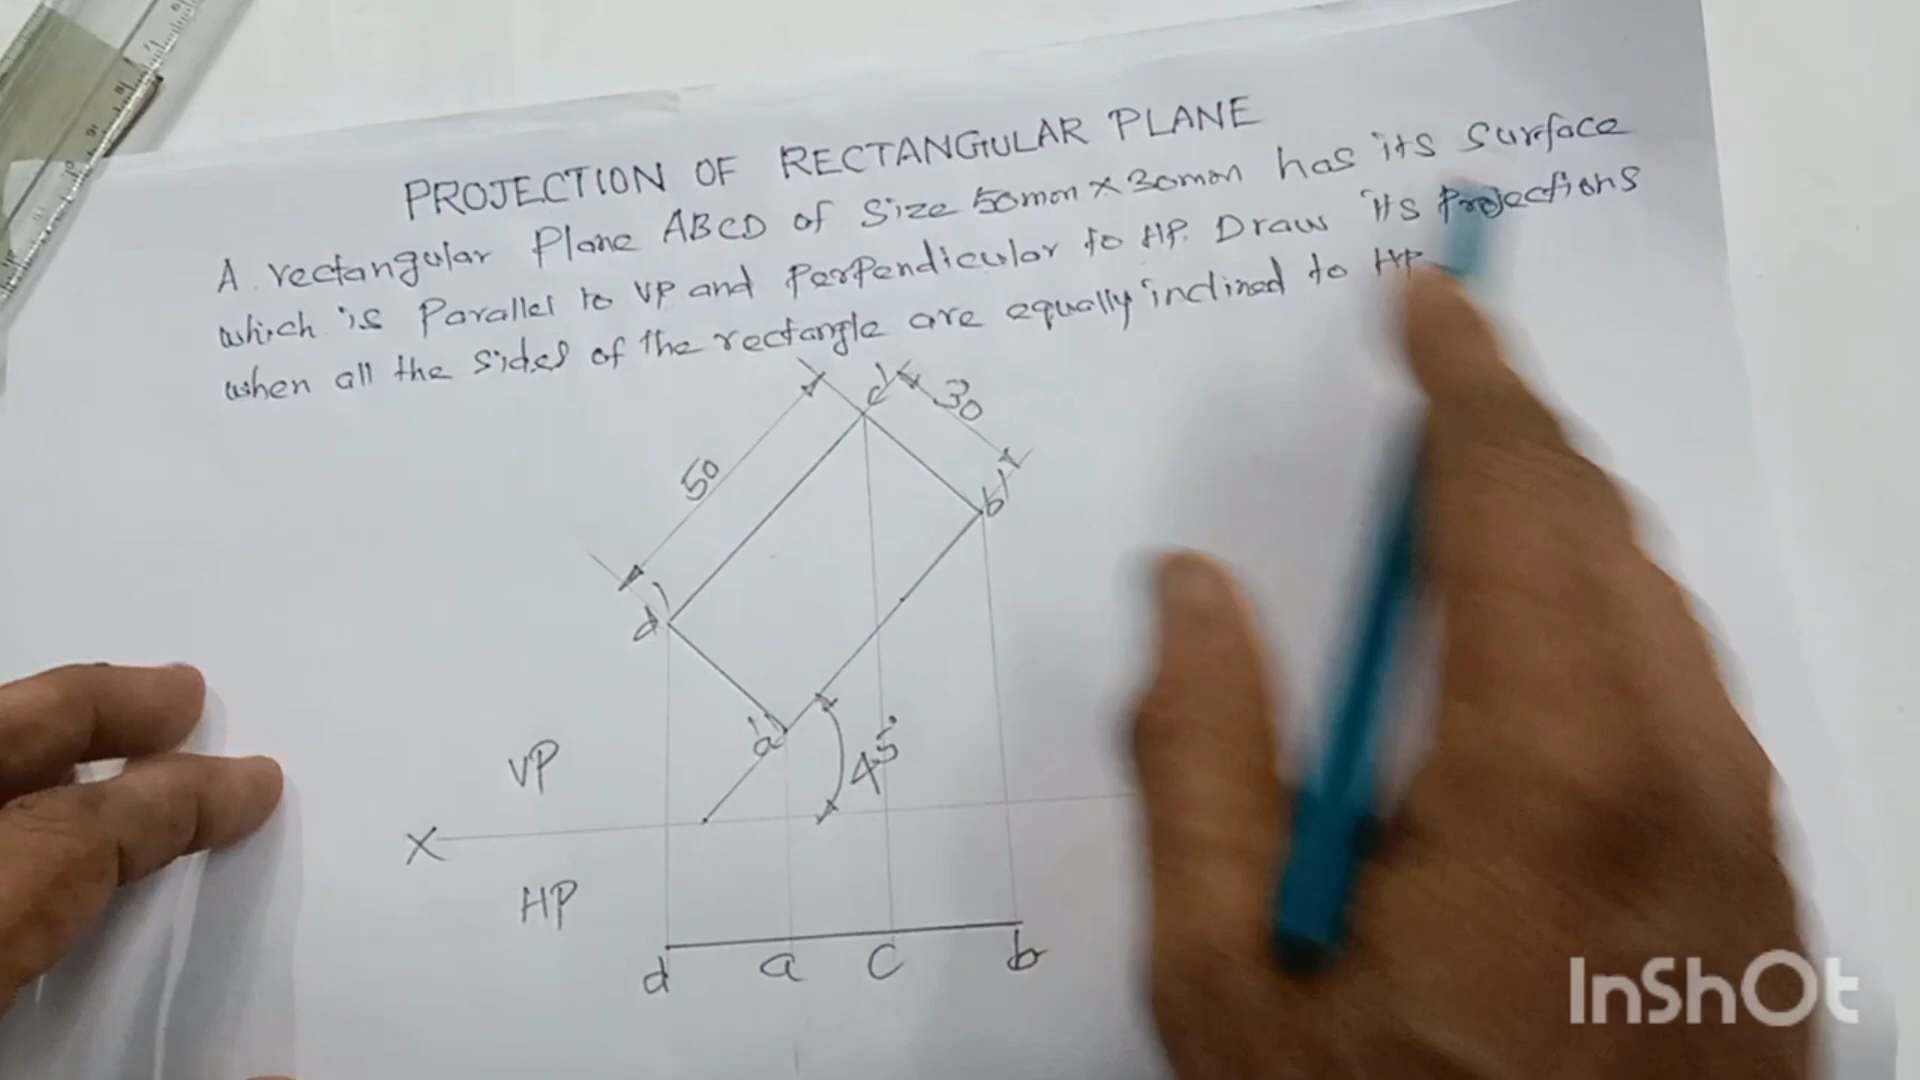 PROJECTION OF RECTANGULAR PLANE
A rectangular Plane ABCD of Size 50mm x 30mm has its Surface
which is Parallel to VP and Perpendicular to HP. Draw its Projections
when all the sides of the rectangle are equally inclined to HP
c'
30
50
b'
d'
a'
45°
VP
X
HP
d a c b
InShOt